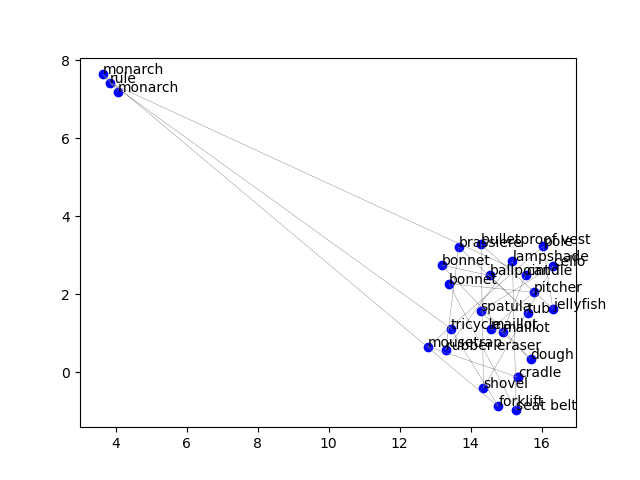 8
monarch
rule
monarch
6
4
bulletproof vest
pole
brassiere
lampshade
cello
bonnet
ballpoint
candle
bonnet
pitcher
2
spatula
tub
jellyfish
tricycle
maillot
maillot
mousetrap
rubber eraser
dough
0
cradle
shovel
forklift
seat belt
4
6
8
10
12
14
16